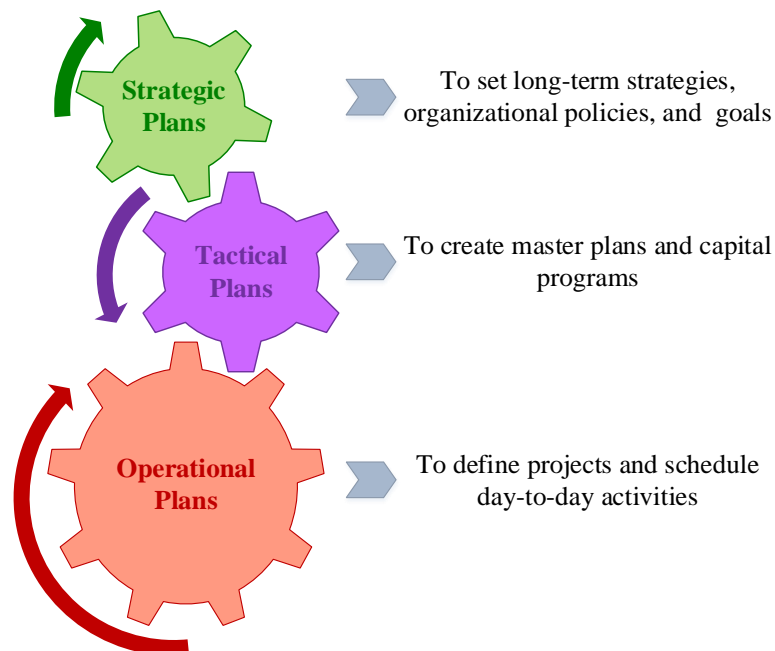 Strategic
Plans
To set long-term strategies,
organizational policies, and  goals
Tactical
Plans
To create master plans and capital
programs
Operational
Plans
To define projects and schedule
day-to-day activities